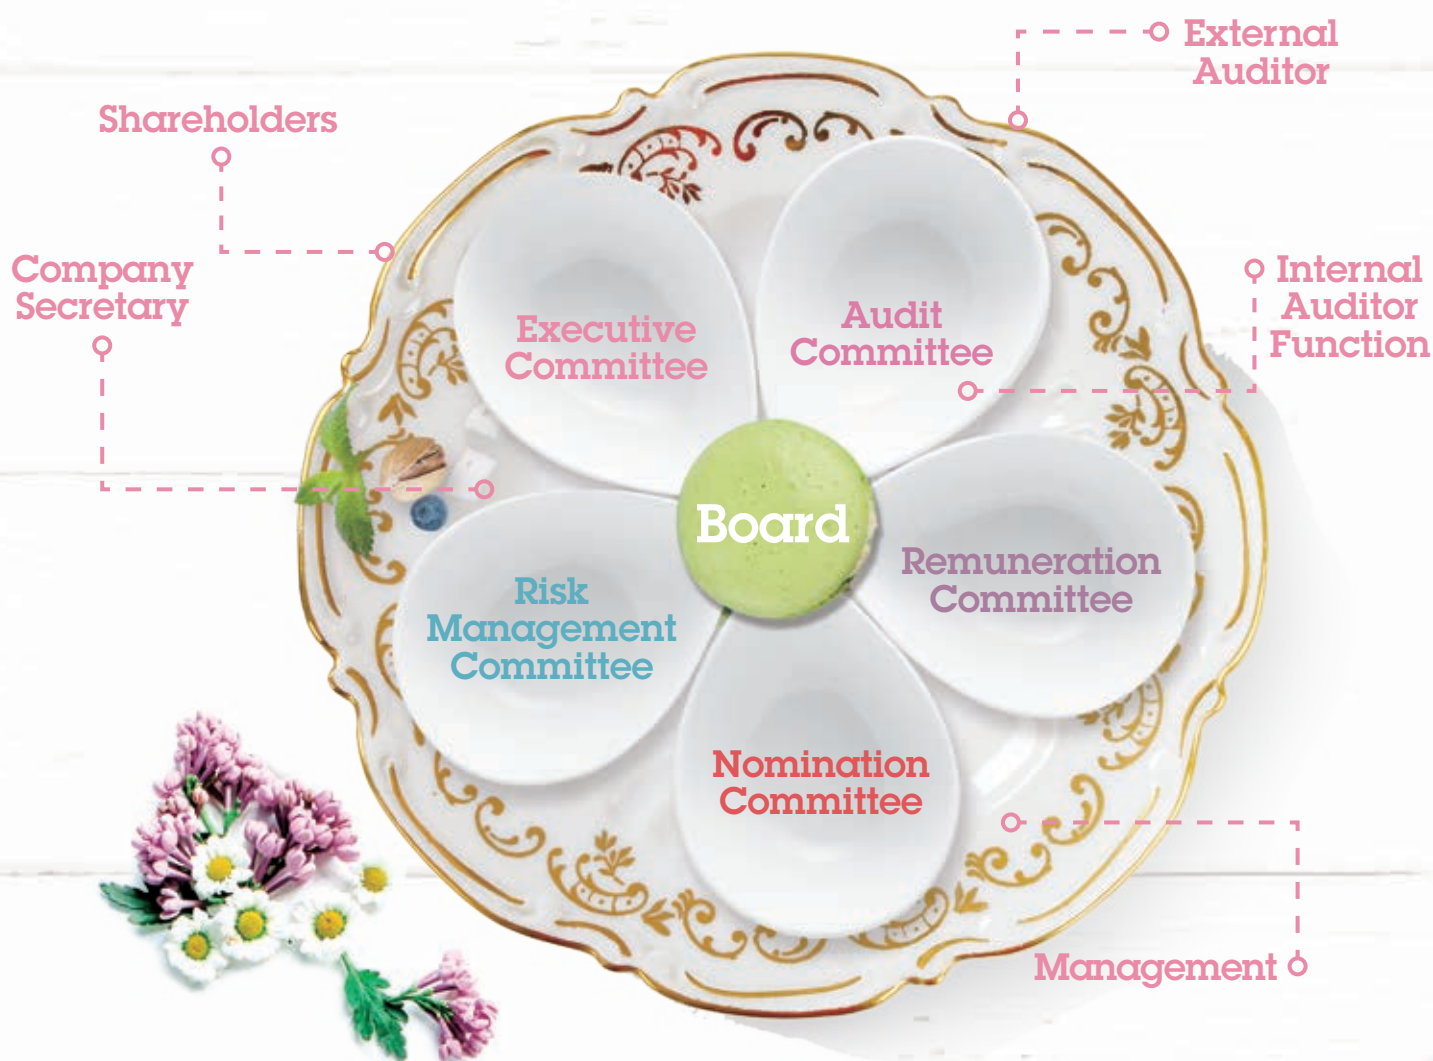 External
Auditor
Shareholders
Company
Secretary
Internal
Auditor
Function
Executive
Committee
Audit
Committee
Board
Remuneration
Committee
Risk
Management
Committee
Nomination
Committee
Management